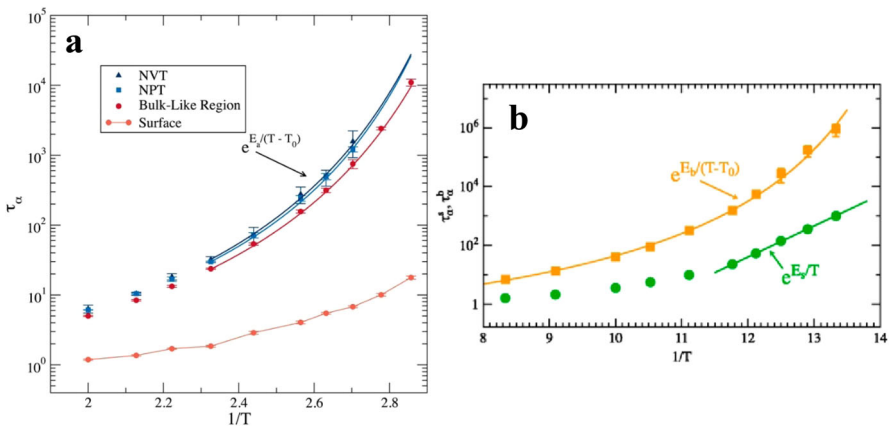 a
10^5
10^4
10^3
10^2
10^1
10^0
τ_α
NVT
NPT
Bulk-Like Region
Surface
e^{E_a/(T - T_0)}
2
2.2
2.4
2.6
2.8
1/T
b
10^6
10^4
10^2
1
τ^s_α, τ^b_α
e^{E_b/(T-T_0)}
e^{E_s/T}
8
9
10
11
12
13
14
1/T